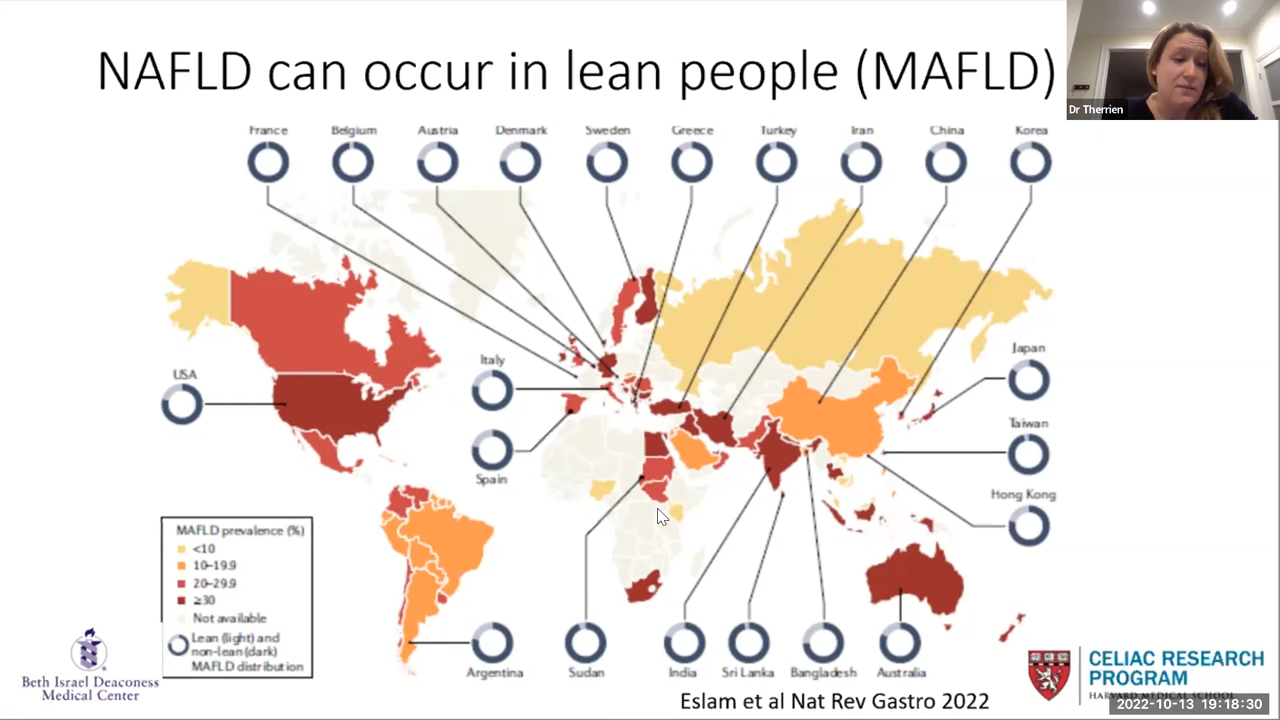 NAFLD can occur in lean people (MAFLD)
Dr Therrien
France
Belgium
Austria
Denmark
Sweden
Greece
Turkey
Iran
China
Korea
USA
Italy
Spain
Japan
Taiwan
Hong Kong
MAFLD prevalence (%)
<10
10–19.9
20–29.9
≥30
Not available
Lean (light) and
non-lean (dark)
MAFLD distribution
Argentina
Sudan
India
Sri Lanka
Bangladesh
Australia
Eslam et al Nat Rev Gastro 2022
Beth Israel Deaconess
Medical Center
CELIAC RESEARCH
PROGRAM
HARVARD MEDICAL SCHOOL
2022-10-13 19:18:30